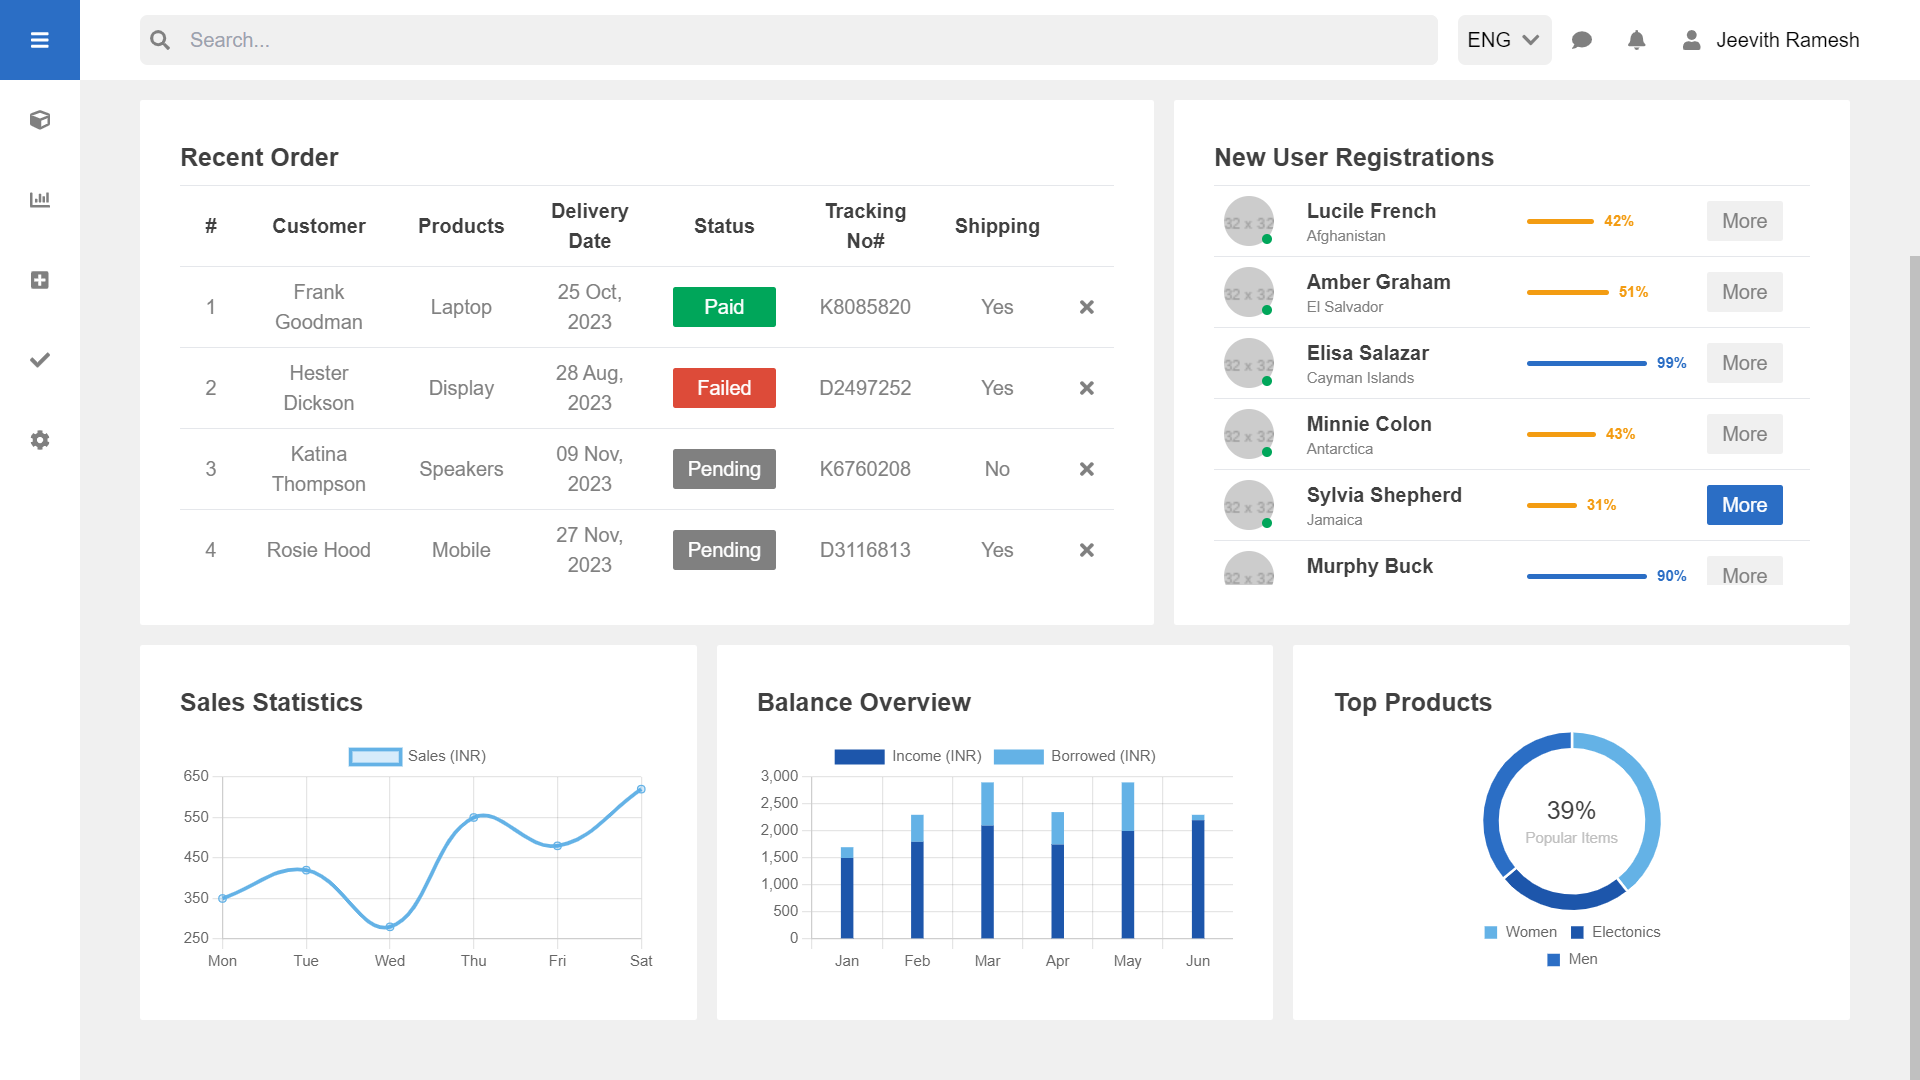 Search...
ENG
Jeevith Ramesh
Recent Order
# Customer Products Delivery Date Status Tracking No# Shipping
1 Frank Goodman Laptop 25 Oct, 2023 Paid K8085820 Yes
2 Hester Dickson Display 28 Aug, 2023 Failed D2497252 Yes
3 Katina Thompson Speakers 09 Nov, 2023 Pending K6760208 No
4 Rosie Hood Mobile 27 Nov, 2023 Pending D3116813 Yes
New User Registrations
32 x 32 Lucile French 42% More
Afghanistan
32 x 32 Amber Graham 51% More
El Salvador
32 x 32 Elisa Salazar 99% More
Cayman Islands
32 x 32 Minnie Colon 43% More
Antarctica
32 x 32 Sylvia Shepherd 31% More
Jamaica
32 x 32 Murphy Buck 90% More
Sales Statistics
Sales (INR)
650
550
450
350
250
Mon Tue Wed Thu Fri Sat
Balance Overview
Income (INR) Borrowed (INR)
3,000
2,500
2,000
1,500
1,000
500
0
Jan Feb Mar Apr May Jun
Top Products
39%
Popular Items
Women Electonics
Men